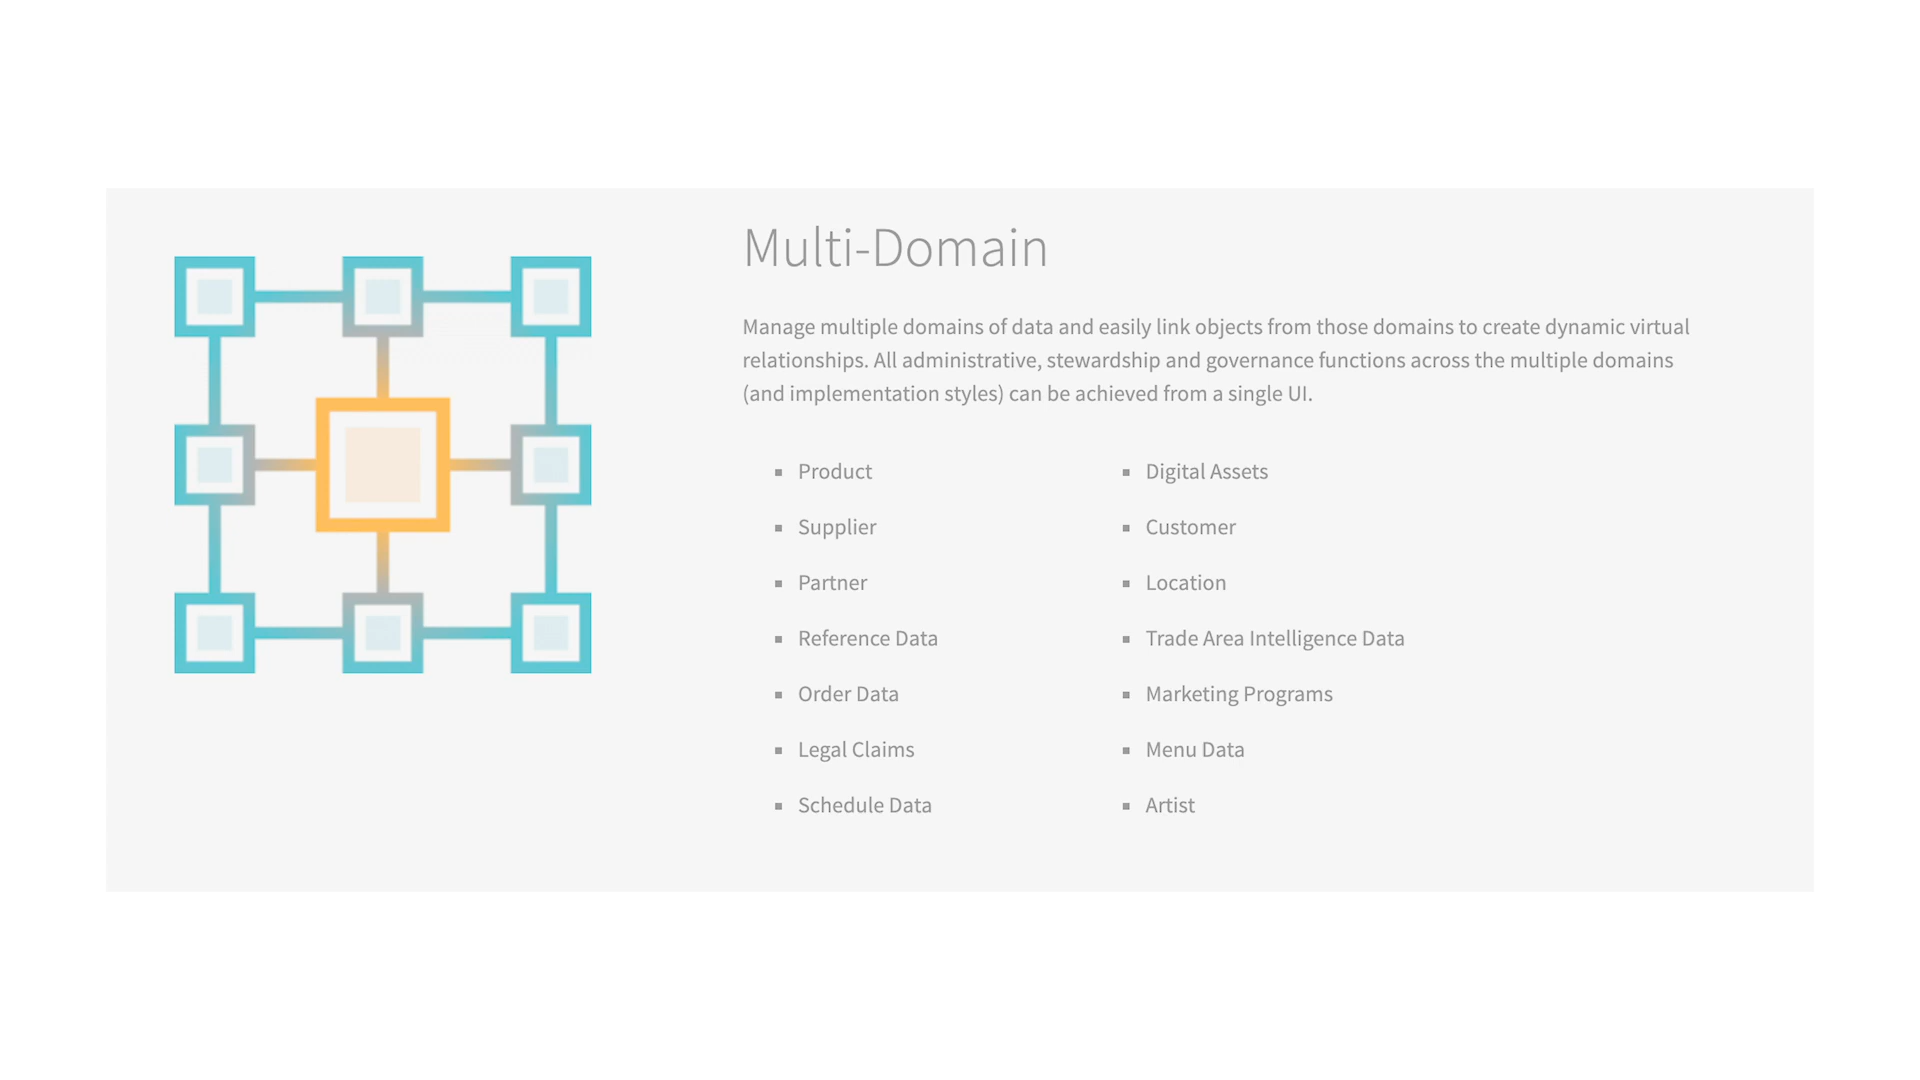 Multi-Domain
Manage multiple domains of data and easily link objects from those domains to create dynamic virtual
relationships. All administrative, stewardship and governance functions across the multiple domains
(and implementation styles) can be achieved from a single UI.
Product
Supplier
Partner
Reference Data
Order Data
Legal Claims
Schedule Data
Digital Assets
Customer
Location
Trade Area Intelligence Data
Marketing Programs
Menu Data
Artist